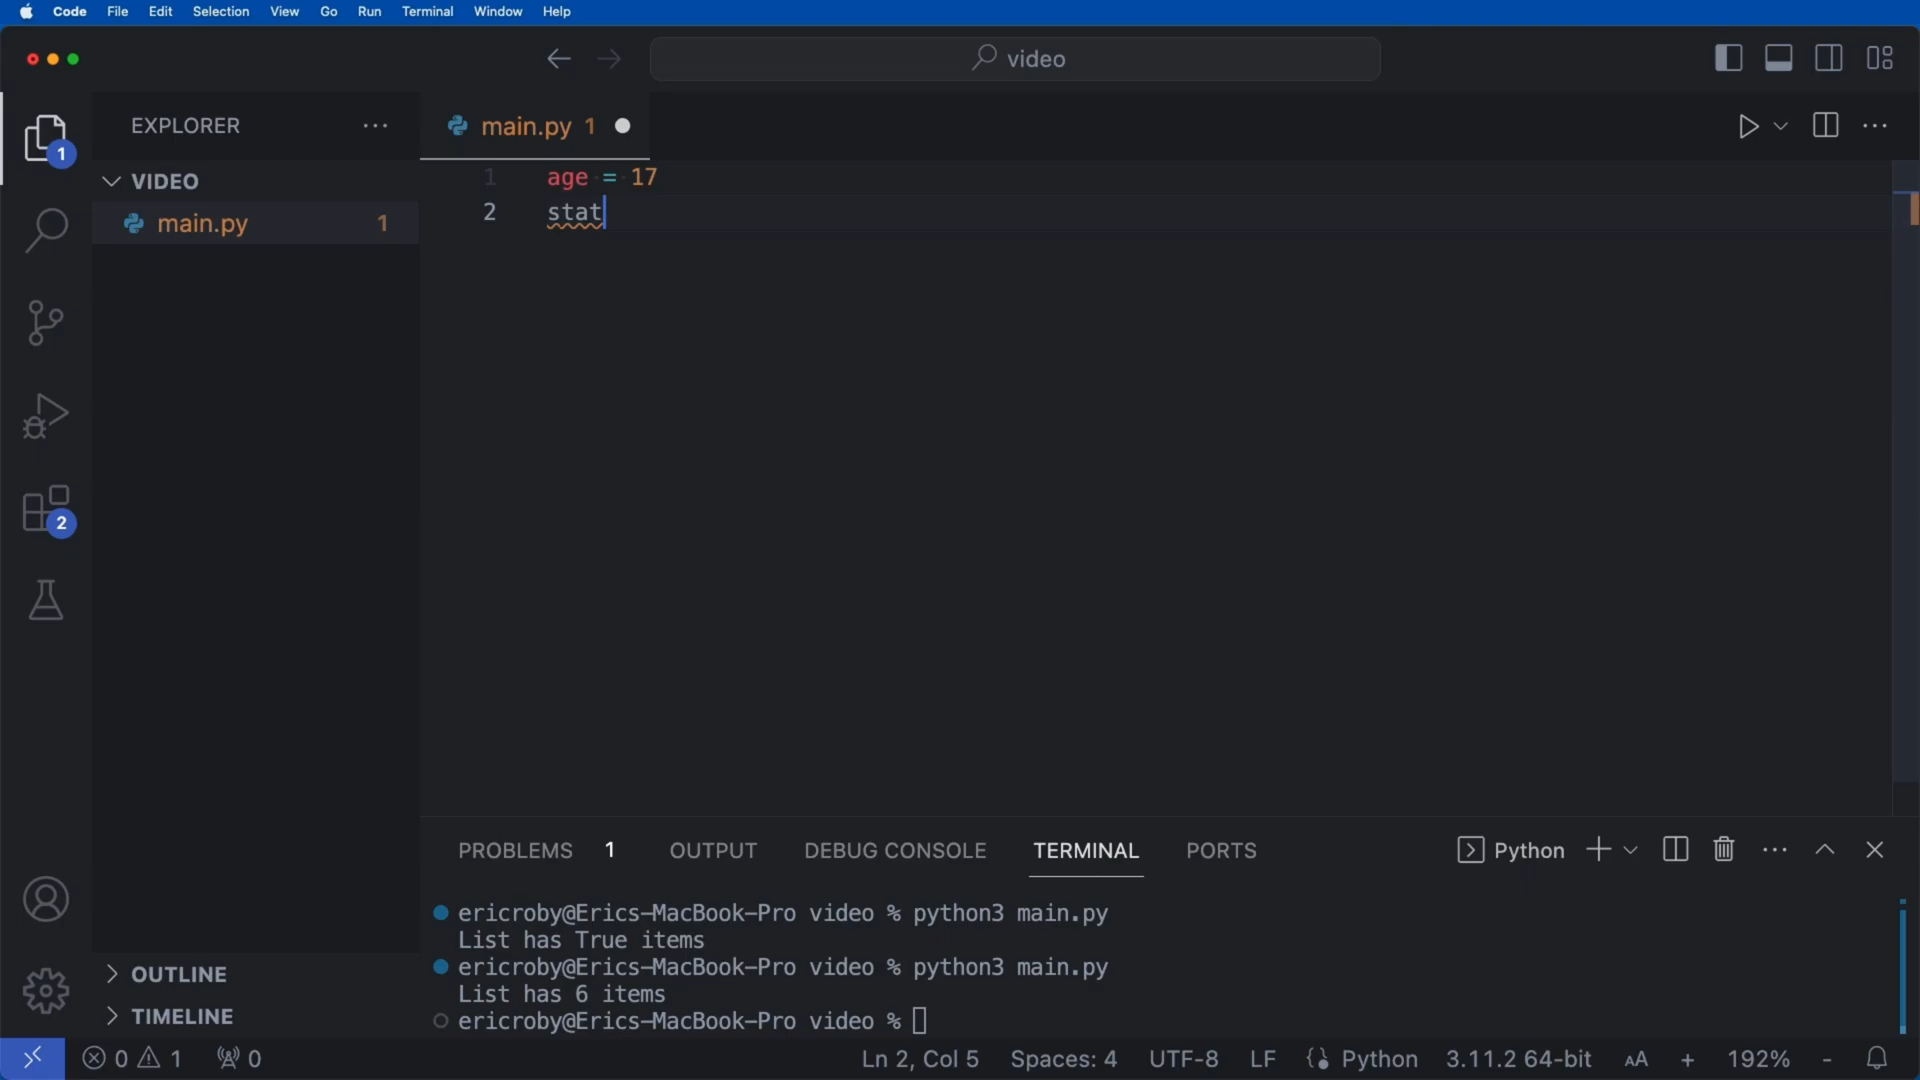 Code File Edit Selection View Go Run Terminal Window Help
video
EXPLORER
main.py 1
VIDEO
main.py 1
1 age = 17
2 stat
1
2
PROBLEMS 1 OUTPUT DEBUG CONSOLE TERMINAL PORTS
Python
ericroby@Erics-MacBook-Pro video % python3 main.py
List has True items
ericroby@Erics-MacBook-Pro video % python3 main.py
List has 6 items
ericroby@Erics-MacBook-Pro video %
OUTLINE
TIMELINE
0 1 0 Ln 2, Col 5 Spaces: 4 UTF-8 LF Python 3.11.2 64-bit AA + 192% -